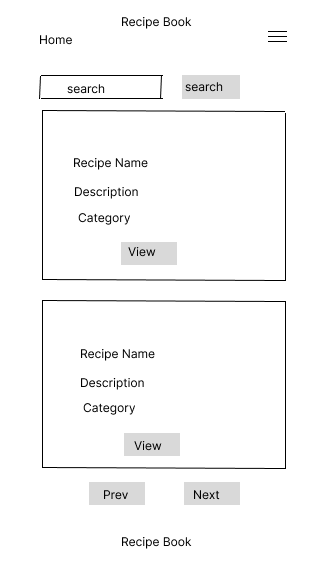 Recipe Book
Home
search search
Recipe Name
Description
Category
View
Recipe Name
Description
Category
View
Prev Next
Recipe Book